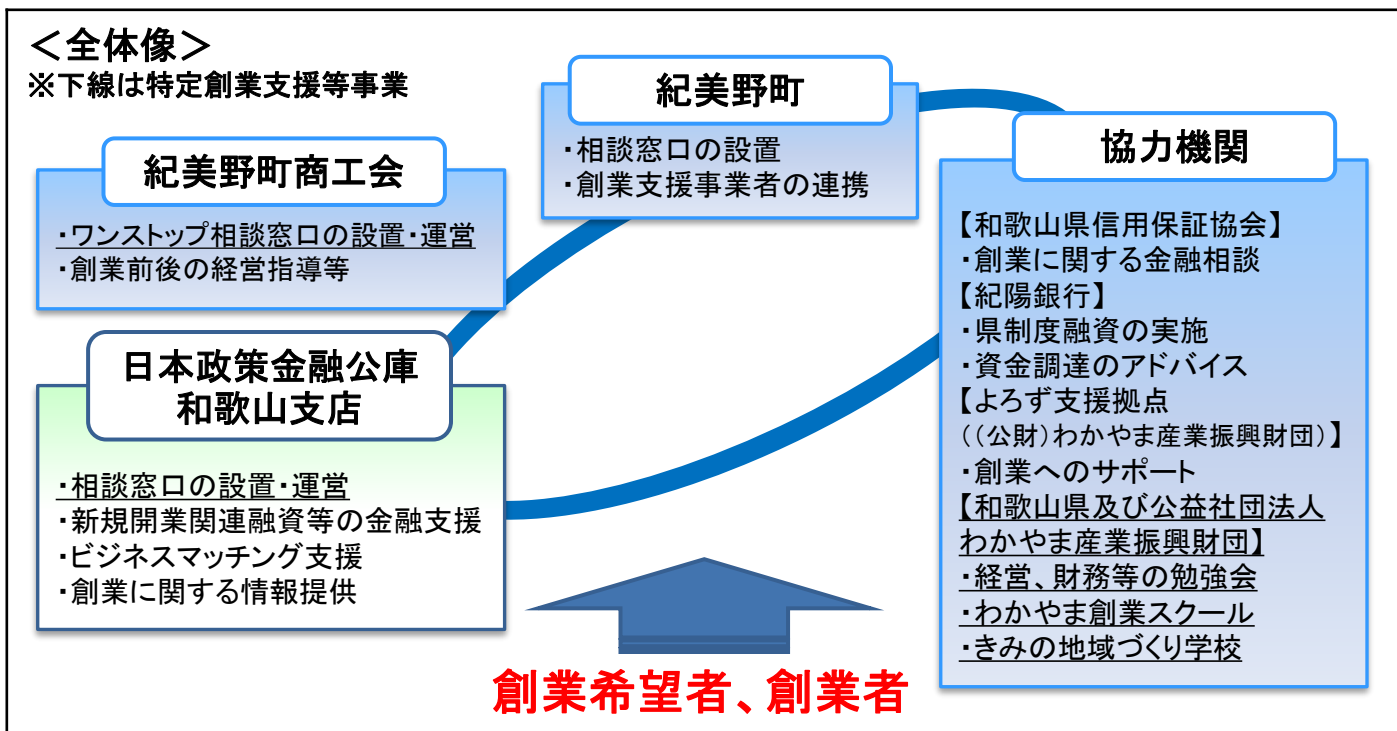 ＜全体像＞
※下線は特定創業支援等事業
紀美野町
・相談窓口の設置
・創業支援事業者の連携
紀美野町商工会
・ワンストップ相談窓口の設置・運営
・創業前後の経営指導等
日本政策金融公庫
和歌山支店
・相談窓口の設置・運営
・新規開業関連融資等の金融支援
・ビジネスマッチング支援
・創業に関する情報提供
協力機関
【和歌山県信用保証協会】
・創業に関する金融相談
【紀陽銀行】
・県制度融資の実施
・資金調達のアドバイス
【よろず支援拠点
（（公財）わかやま産業振興財団）】
・創業へのサポート
【和歌山県及び公益社団法人
わかやま産業振興財団】
・経営、財務等の勉強会
・わかやま創業スクール
・きみの地域づくり学校
創業希望者、創業者